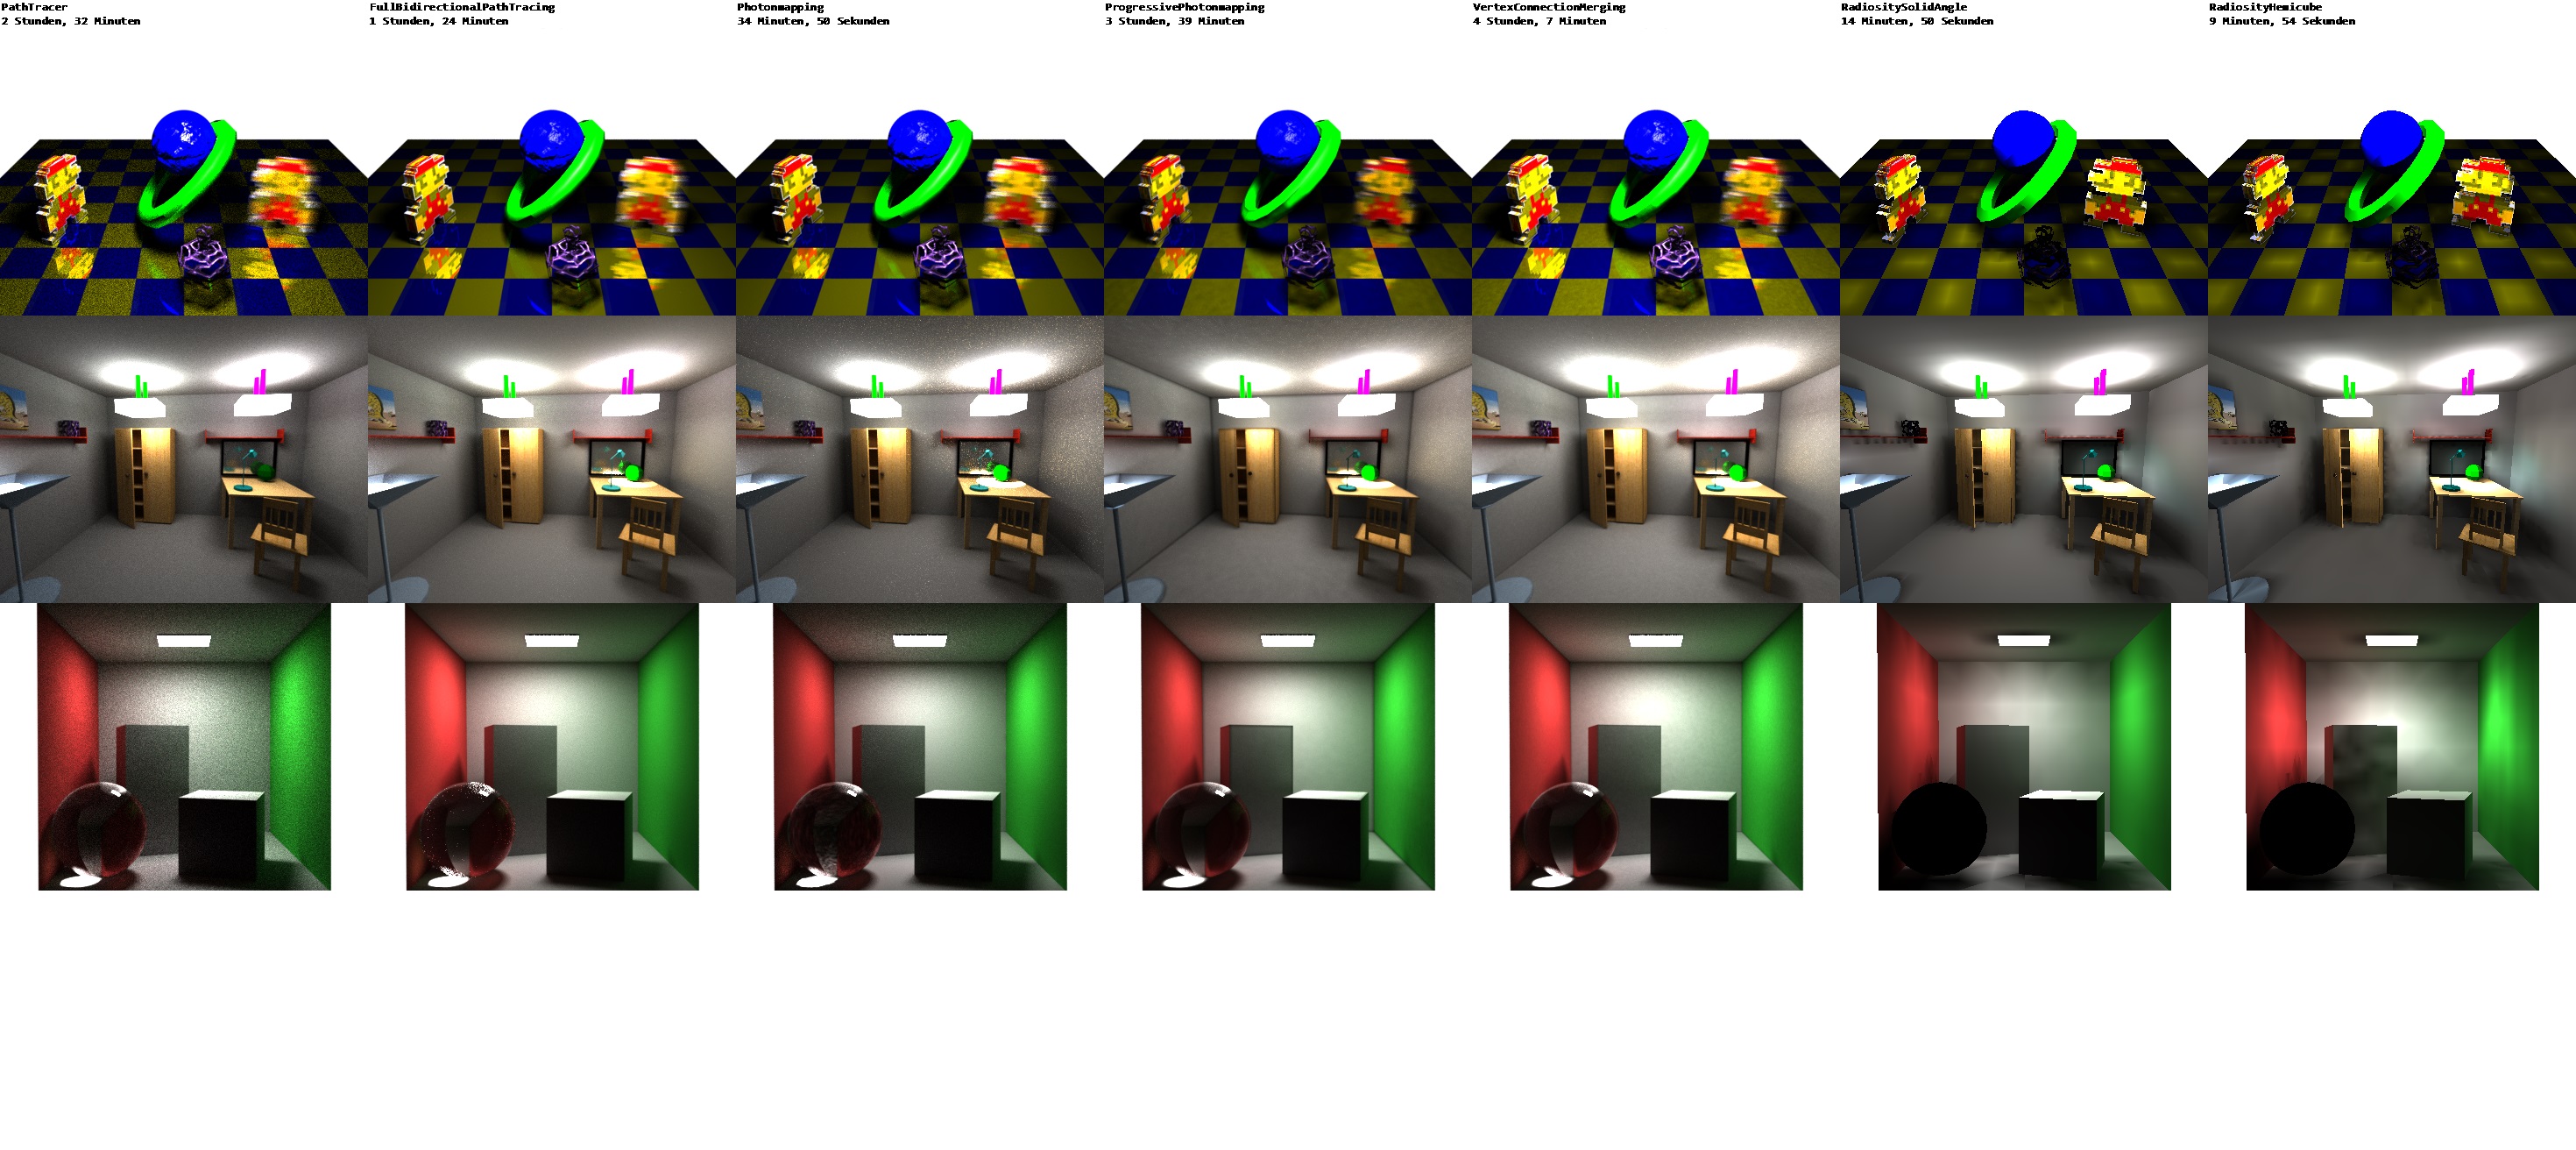 PathTracer
2 Stunden, 32 Minuten
FullBidirectionalPathTracing
1 Stunden, 24 Minuten
Photonmapping
34 Minuten, 50 Sekunden
ProgressivePhotonmapping
3 Stunden, 39 Minuten
VertexConnectionMerging
4 Stunden, 7 Minuten
RadiositySolidAngle
14 Minuten, 50 Sekunden
RadiosityHemicube
9 Minuten, 54 Sekunden